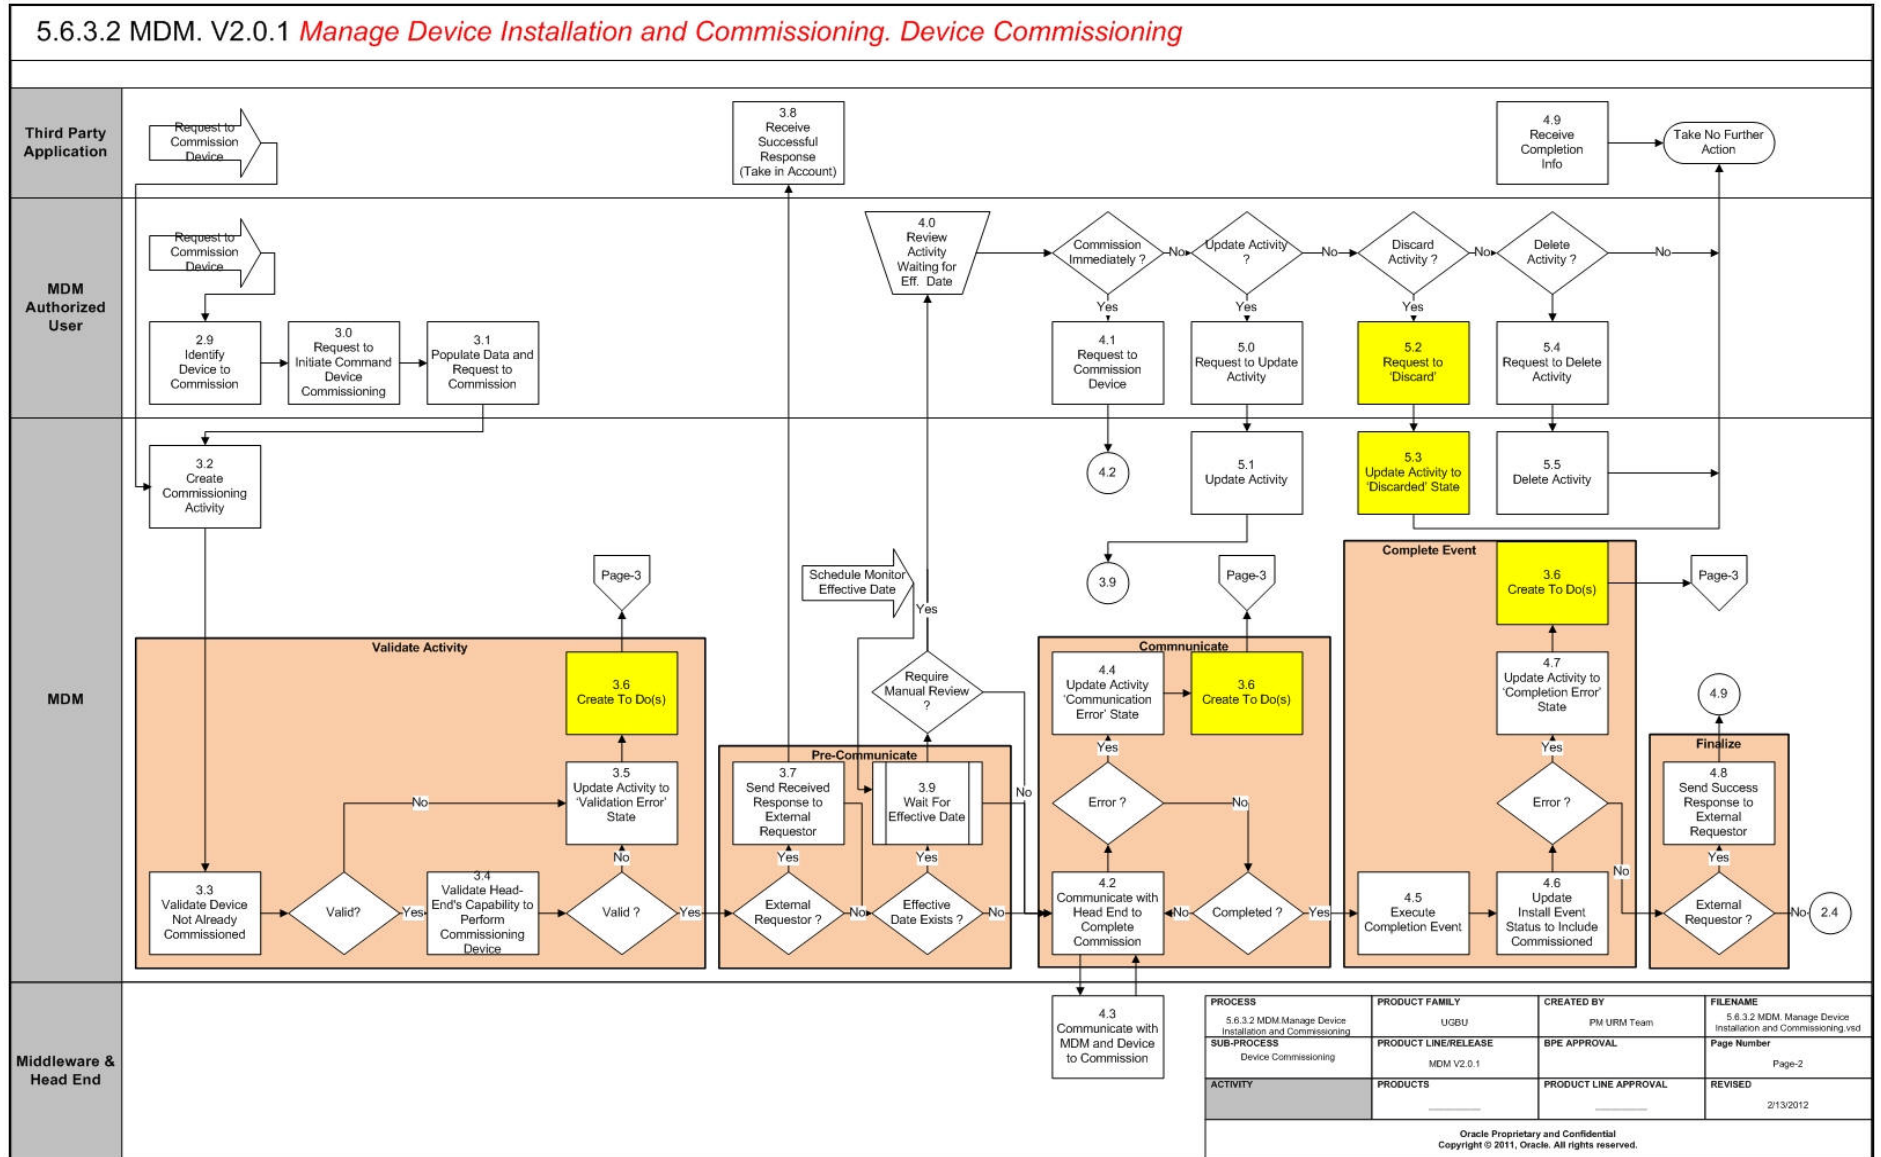 5.6.3.2 MDM. V2.0.1 Manage Device Installation and Commissioning. Device Commissioning
Third Party
Application
Request to
Commission
Device
3.8
Receive
Successful
Response
(Take in Account)
4.9
Receive
Completion
Info
Take No Further
Action
MDM
Authorized
User
Request to
Commission
Device
4.0
Review
Activity
Waiting for
Eff. Date
Commission
Immediately ?
No
Update Activity
?
No
Discard
Activity ?
No
Delete
Activity ?
No
Yes
Yes
Yes
2.9
Identify
Device to
Commission
3.0
Request to
Initiate Command
Device
Commissioning
3.1
Populate Data and
Request to
Commission
4.1
Request to
Commission
Device
5.0
Request to Update
Activity
5.2
Request to
'Discard'
5.4
Request to Delete
Activity
MDM
3.2
Create
Commissioning
Activity
4.2
5.1
Update Activity
5.3
Update Activity to
'Discarded' State
5.5
Delete Activity
Page-3
Schedule Monitor
Effective Date
Yes
3.9
Page-3
Complete Event
3.6
Create To Do(s)
Page-3
Validate Activity
3.6
Create To Do(s)
Require
Manual Review
?
No
Commnunicate
4.4
Update Activity
'Communication
Error' State
3.6
Create To Do(s)
4.7
Update Activity to
'Completion Error'
State
4.9
Pre-Communicate
Yes
Yes
Finalize
No
3.5
Update Activity to
'Validation Error'
State
3.7
Send Received
Response to
External
Requestor
3.9
Wait For
Effective Date
Error ?
No
Error ?
No
4.8
Send Success
Response to
External
Requestor
No
Yes
Yes
Yes
3.3
Validate Device
Not Already
Commissioned
Valid?
Yes
3.4
Validate Head-
End's Capability to
Perform
Commissioning
Device
Valid ?
Yes
External
Requestor ?
No
Effective
Date Exists ?
No
4.2
Communicate with
Head End to
Complete
Commission
No
Completed ?
Yes
4.5
Execute
Completion Event
4.6
Update
Install Event
Status to Include
Commissioned
External
Requestor ?
No
2.4
Middleware &
Head End
4.3
Communicate with
MDM and Device
to Commission
PROCESS
5.6.3.2 MDM.Manage Device
Installation and Commissioning
PRODUCT FAMILY
UGBU
CREATED BY
PM URM Team
FILENAME
5.6.3.2 MDM. Manage Device
Installation and Commissioning.vsd
SUB-PROCESS
Device Commissioning
PRODUCT LINE/RELEASE
MDM V2.0.1
BPE APPROVAL
Page Number
Page-2
ACTIVITY
PRODUCTS
PRODUCT LINE APPROVAL
REVISED
2/13/2012
Oracle Proprietary and Confidential
Copyright © 2011, Oracle. All rights reserved.